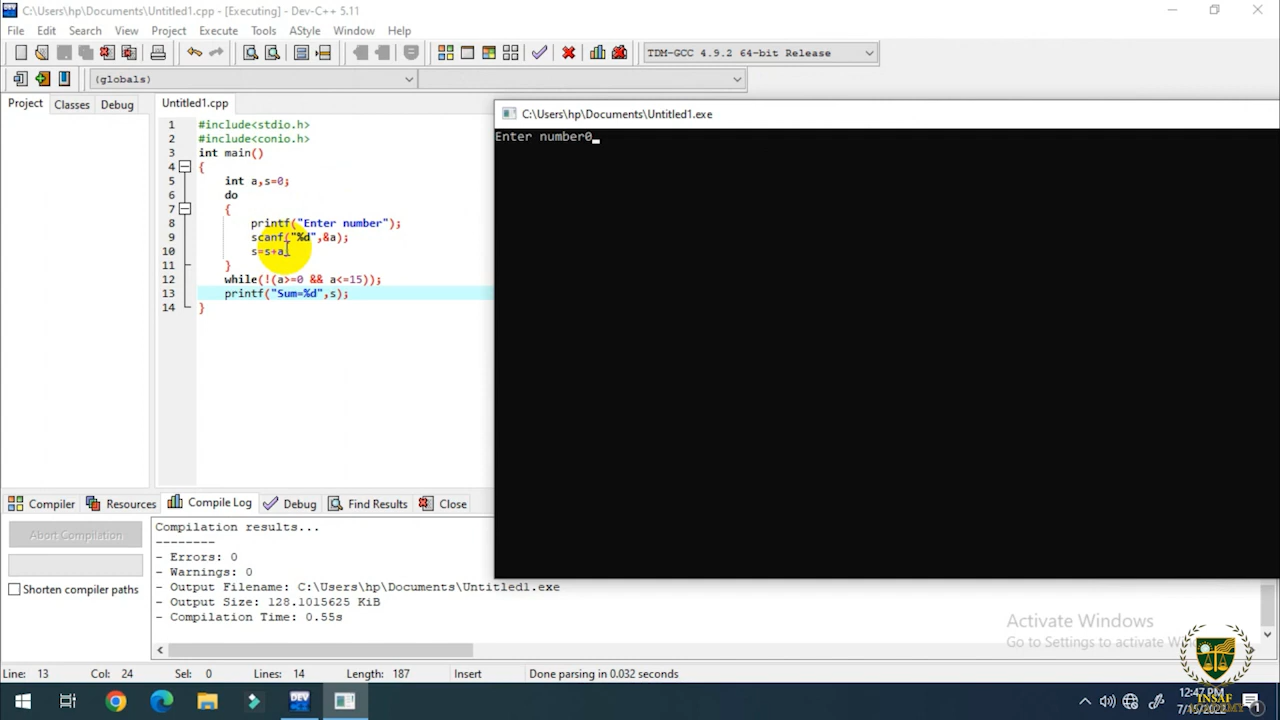 C:\Users\hp\Documents\Untitled1.cpp - [Executing] - Dev-C++ 5.11
File Edit Search View Project Execute Tools AStyle Window Help
TDM-GCC 4.9.2 64-bit Release
(globals)
Project Classes Debug Untitled1.cpp
C:\Users\hp\Documents\Untitled1.exe
Enter number0
1 #include<stdio.h>
2 #include<conio.h>
3 int main()
4 {
5 int a,s=0;
6 do
7 {
8 printf("Enter number");
9 scanf("%d",&a);
10 s=s+a;
11 }
12 while(!(a>=0 && a<=15));
13 printf("Sum=%d",s);
14 }
Compiler Resources Compile Log Debug Find Results Close
Abort Compilation
Shorten compiler paths
Compilation results...
--------
- Errors: 0
- Warnings: 0
- Output Filename: C:\Users\hp\Documents\Untitled1.exe
- Output Size: 128.1015625 KiB
- Compilation Time: 0.55s
Activate Windows
Go to Settings to activate W
Line: 13 Col: 24 Sel: 0 Lines: 14 Length: 187 Insert Done parsing in 0.032 seconds
DEV
12:47 PM
7/15/2022
INSAF
ACADEMY
1